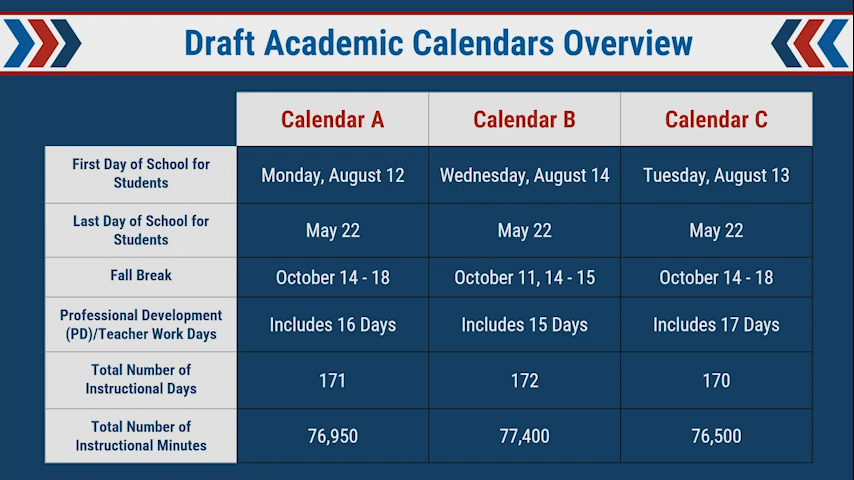 Draft Academic Calendars Overview
Calendar A
Calendar B
Calendar C
First Day of School for
Students
Monday, August 12
Wednesday, August 14
Tuesday, August 13
Last Day of School for
Students
May 22
May 22
May 22
Fall Break
October 14 - 18
October 11, 14 - 15
October 14 - 18
Professional Development
(PD)/Teacher Work Days
Includes 16 Days
Includes 15 Days
Includes 17 Days
Total Number of
Instructional Days
171
172
170
Total Number of
Instructional Minutes
76,950
77,400
76,500